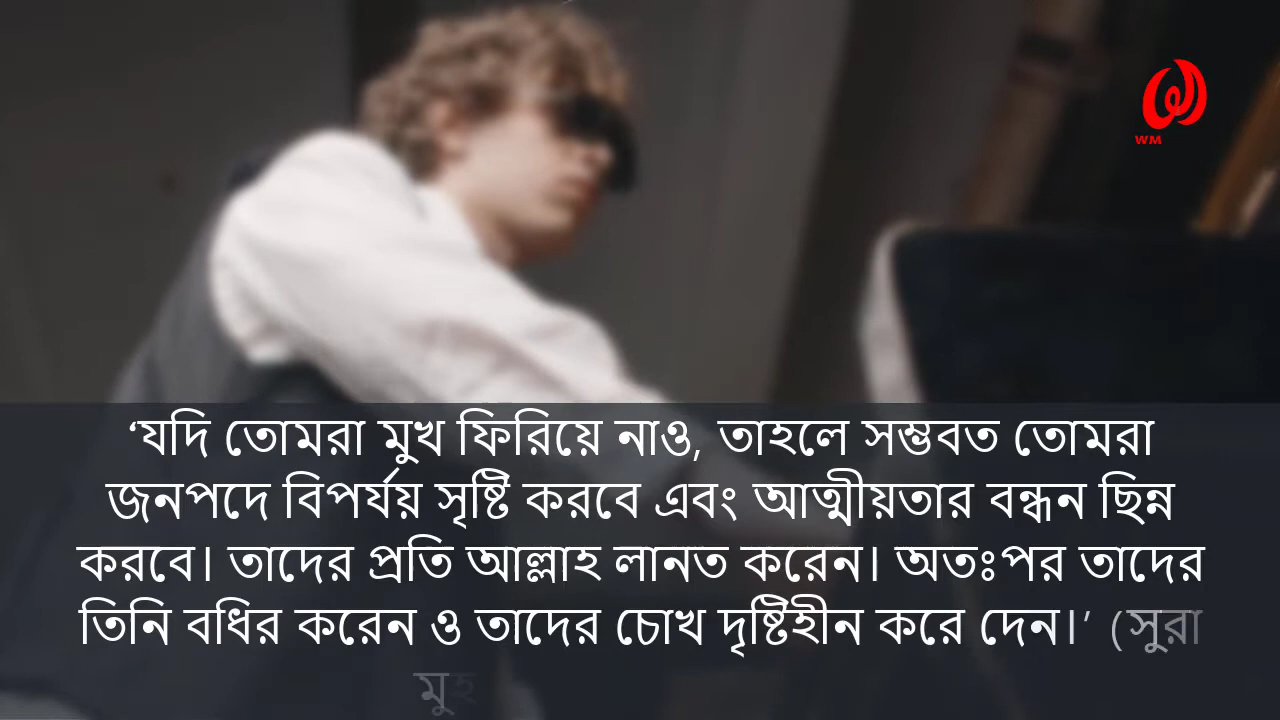 WM
‘যদি তোমরা মুখ ফিরিয়ে নাও, তাহলে সম্ভবত তোমরা
জনপদে বিপর্যয় সৃষ্টি করবে এবং আত্মীয়তার বন্ধন ছিন্ন
করবে। তাদের প্রতি আল্লাহ লানত করেন। অতঃপর তাদের
তিনি বধির করেন ও তাদের চোখ দৃষ্টিহীন করে দেন।’ (সুরা
মুহ